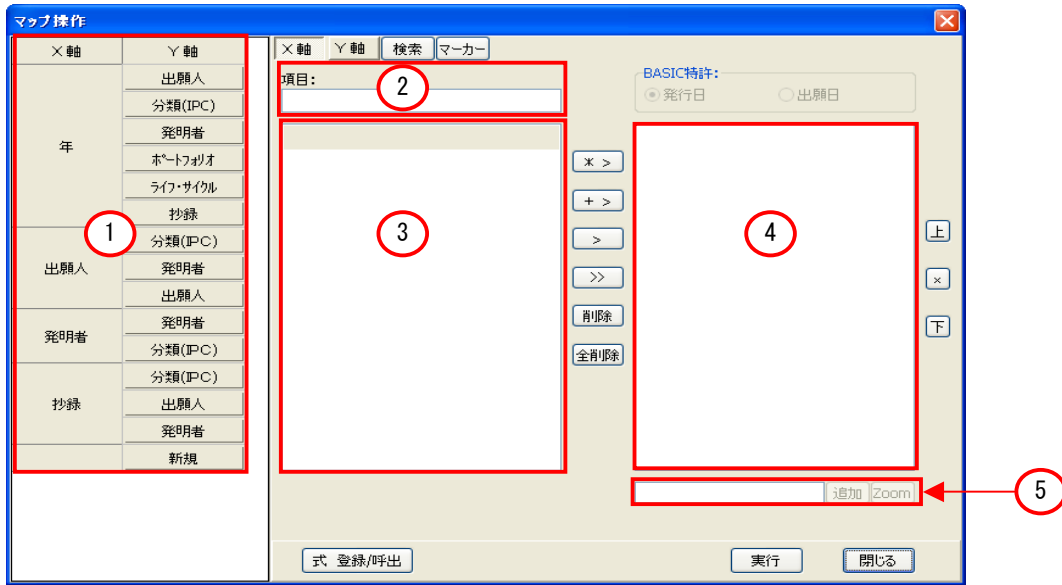 マップ操作
X軸 Y軸
年
出願人
分類(IPC)
発明者
ポートフォリオ
ライフ・サイクル
抄録
出願人
分類(IPC)
発明者
出願人
発明者
発明者
分類(IPC)
抄録
分類(IPC)
出願人
発明者
新規
1
X軸 Y軸 検索 マーカー
項目:
2
3
BASIC特許:
発行日 出願日
* >
+ >
>
>>
削除
全削除
4
上
×
下
追加 Zoom
5
式 登録/呼出
実行 閉じる